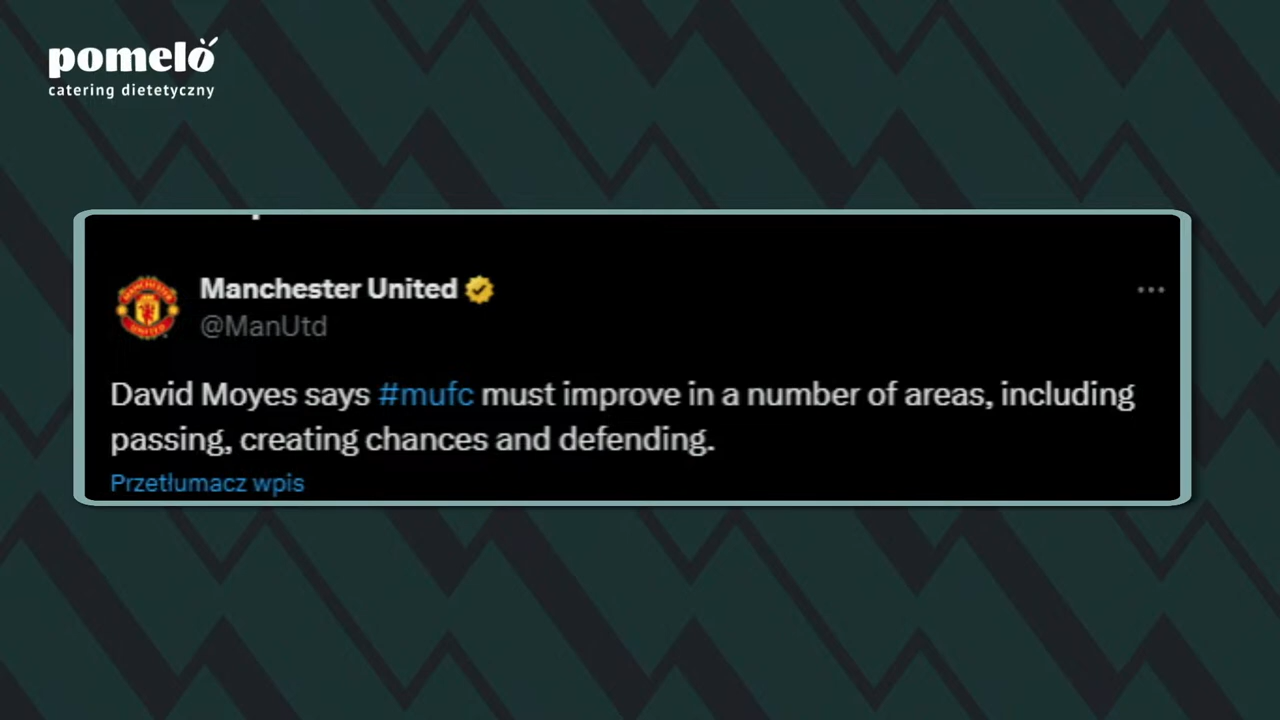 pomelo
catering dietetyczny
Manchester United
@ManUtd
David Moyes says #mufc must improve in a number of areas, including
passing, creating chances and defending.
Przetłumacz wpis